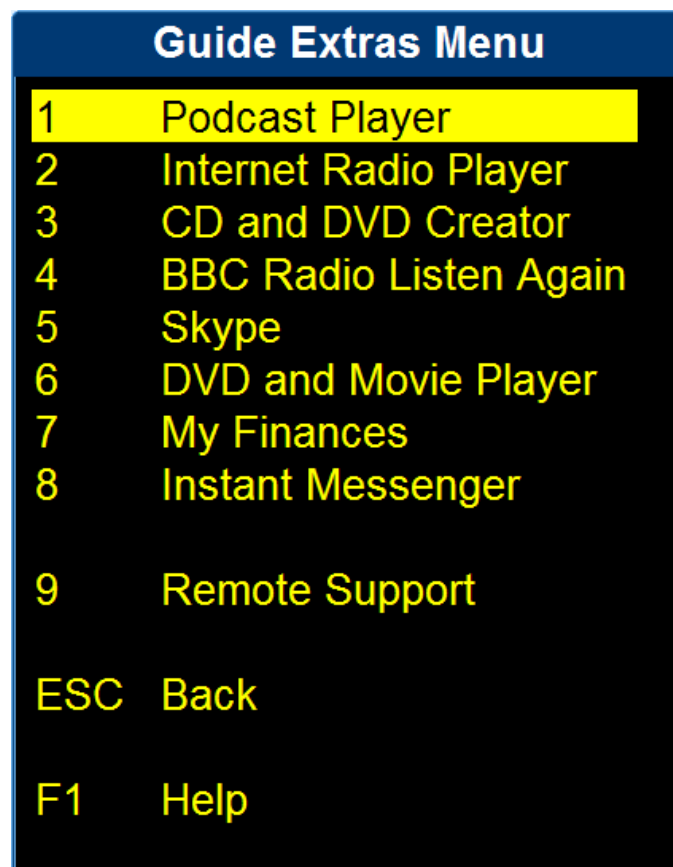 Guide Extras Menu
1 Podcast Player
2 Internet Radio Player
3 CD and DVD Creator
4 BBC Radio Listen Again
5 Skype
6 DVD and Movie Player
7 My Finances
8 Instant Messenger
9 Remote Support
ESC Back
F1 Help